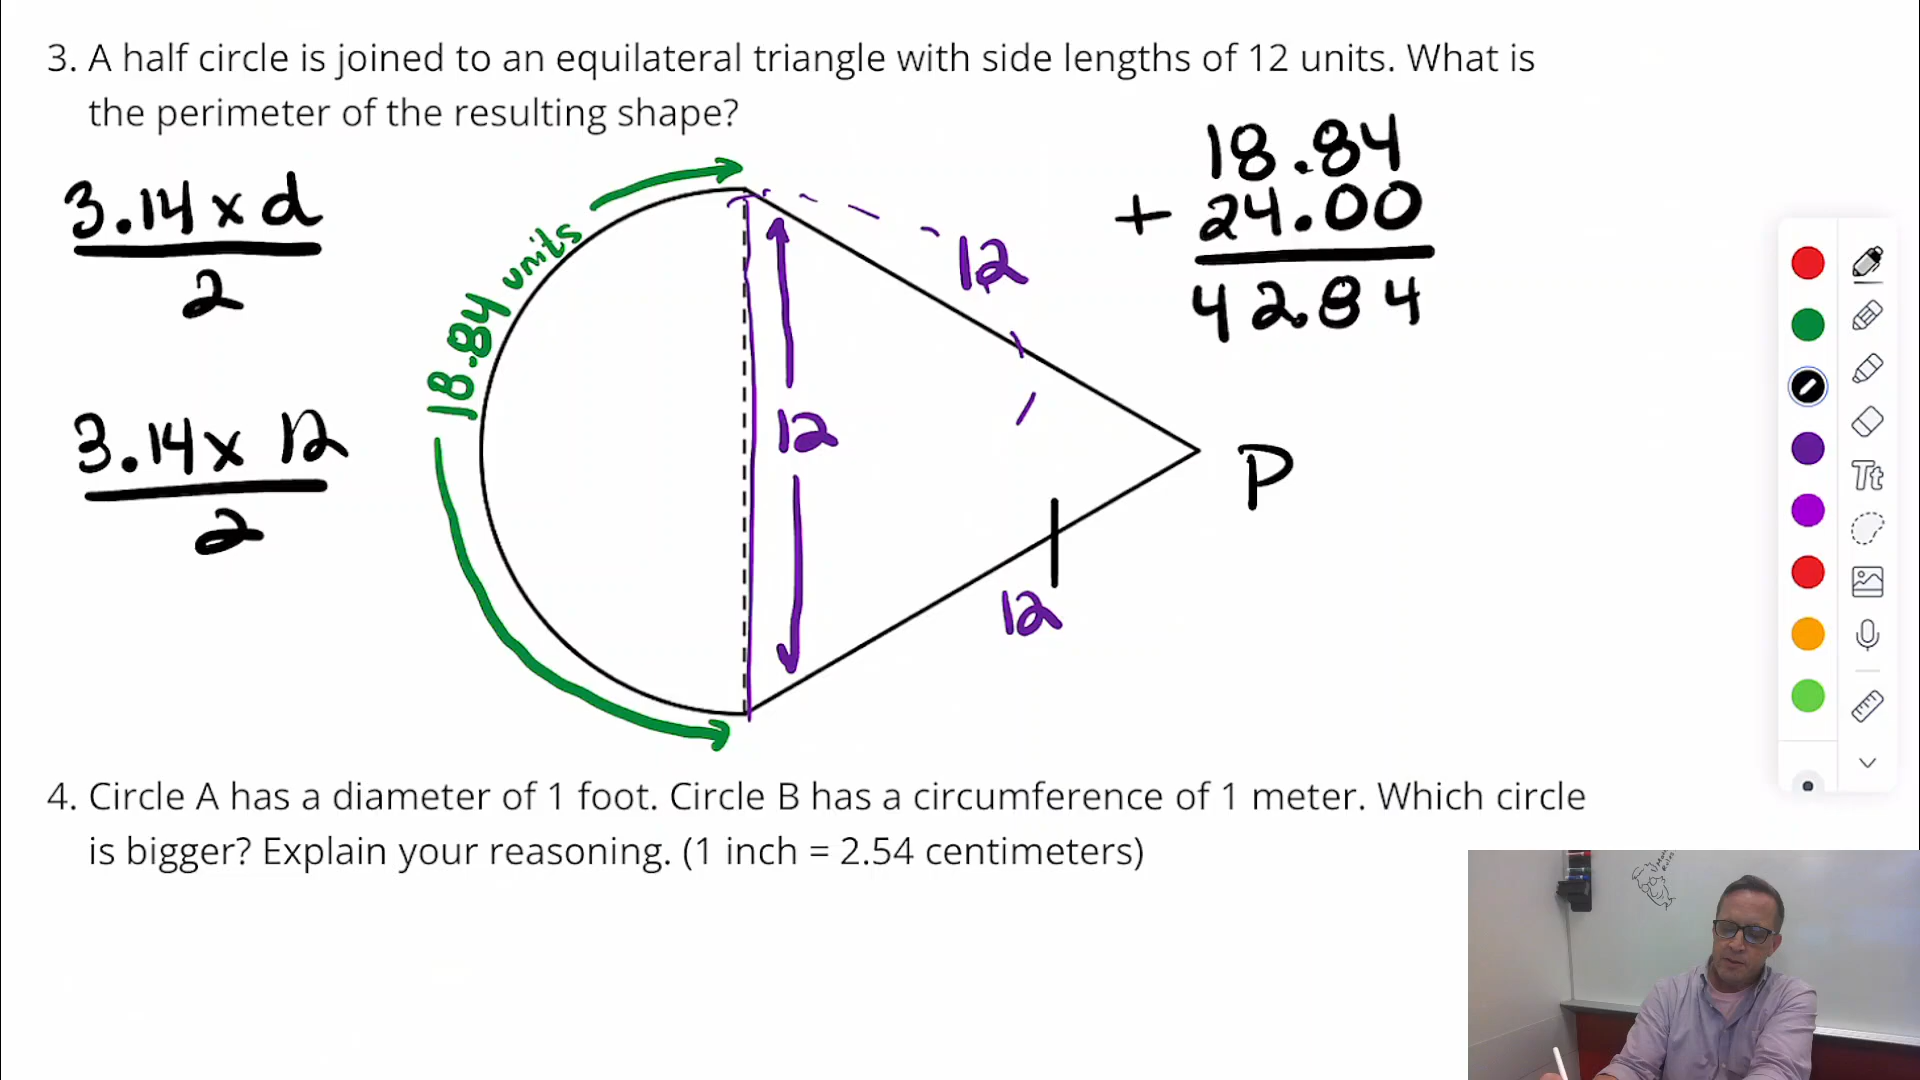 3. A half circle is joined to an equilateral triangle with side lengths of 12 units. What is
the perimeter of the resulting shape?
3.14 x d
2
3.14 x 12
2
18.84 units
12
12
12
P
18.84
+ 24.00
42.84
4. Circle A has a diameter of 1 foot. Circle B has a circumference of 1 meter. Which circle
is bigger? Explain your reasoning. (1 inch = 2.54 centimeters)
Tt